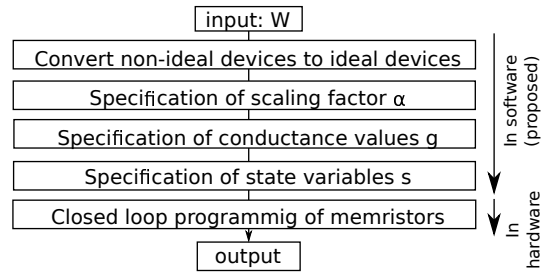 input: W
Convert non-ideal devices to ideal devices
Specification of scaling factor α
Specification of conductance values g
Specification of state variables s
Closed loop programmig of memristors
output
In software
(proposed)
In
hardware